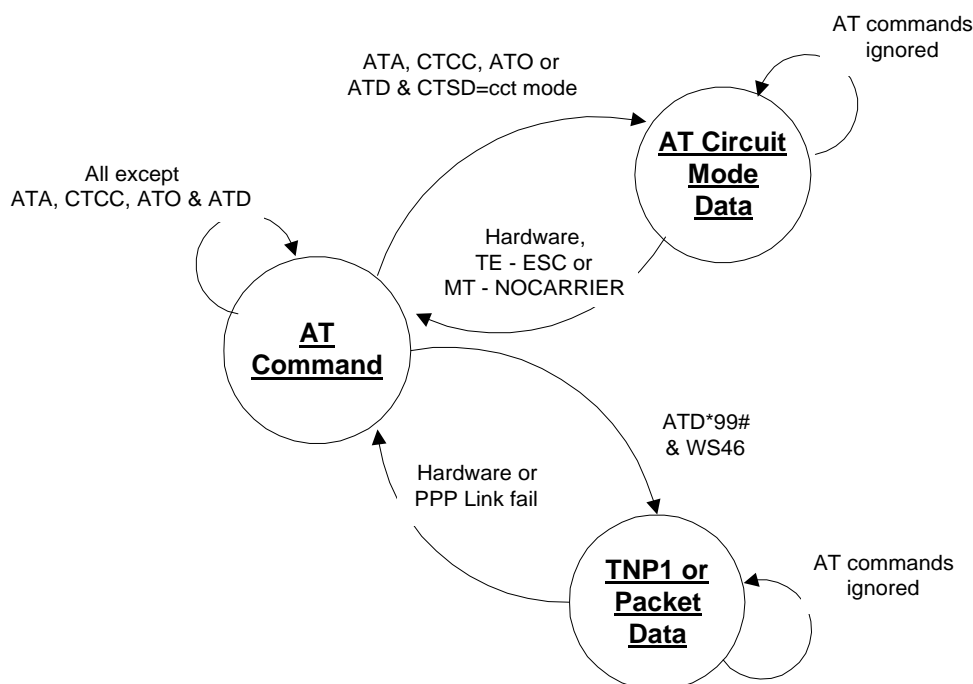 AT commands
ignored
ATA, CTCC, ATO or
ATD & CTSD=cct mode
AT Circuit
Mode
Data
All except
ATA, CTCC, ATO & ATD
Hardware,
TE - ESC or
MT - NOCARRIER
AT
Command
ATD*99#
& WS46
Hardware or
PPP Link fail
TNP1 or
Packet
Data
AT commands
ignored